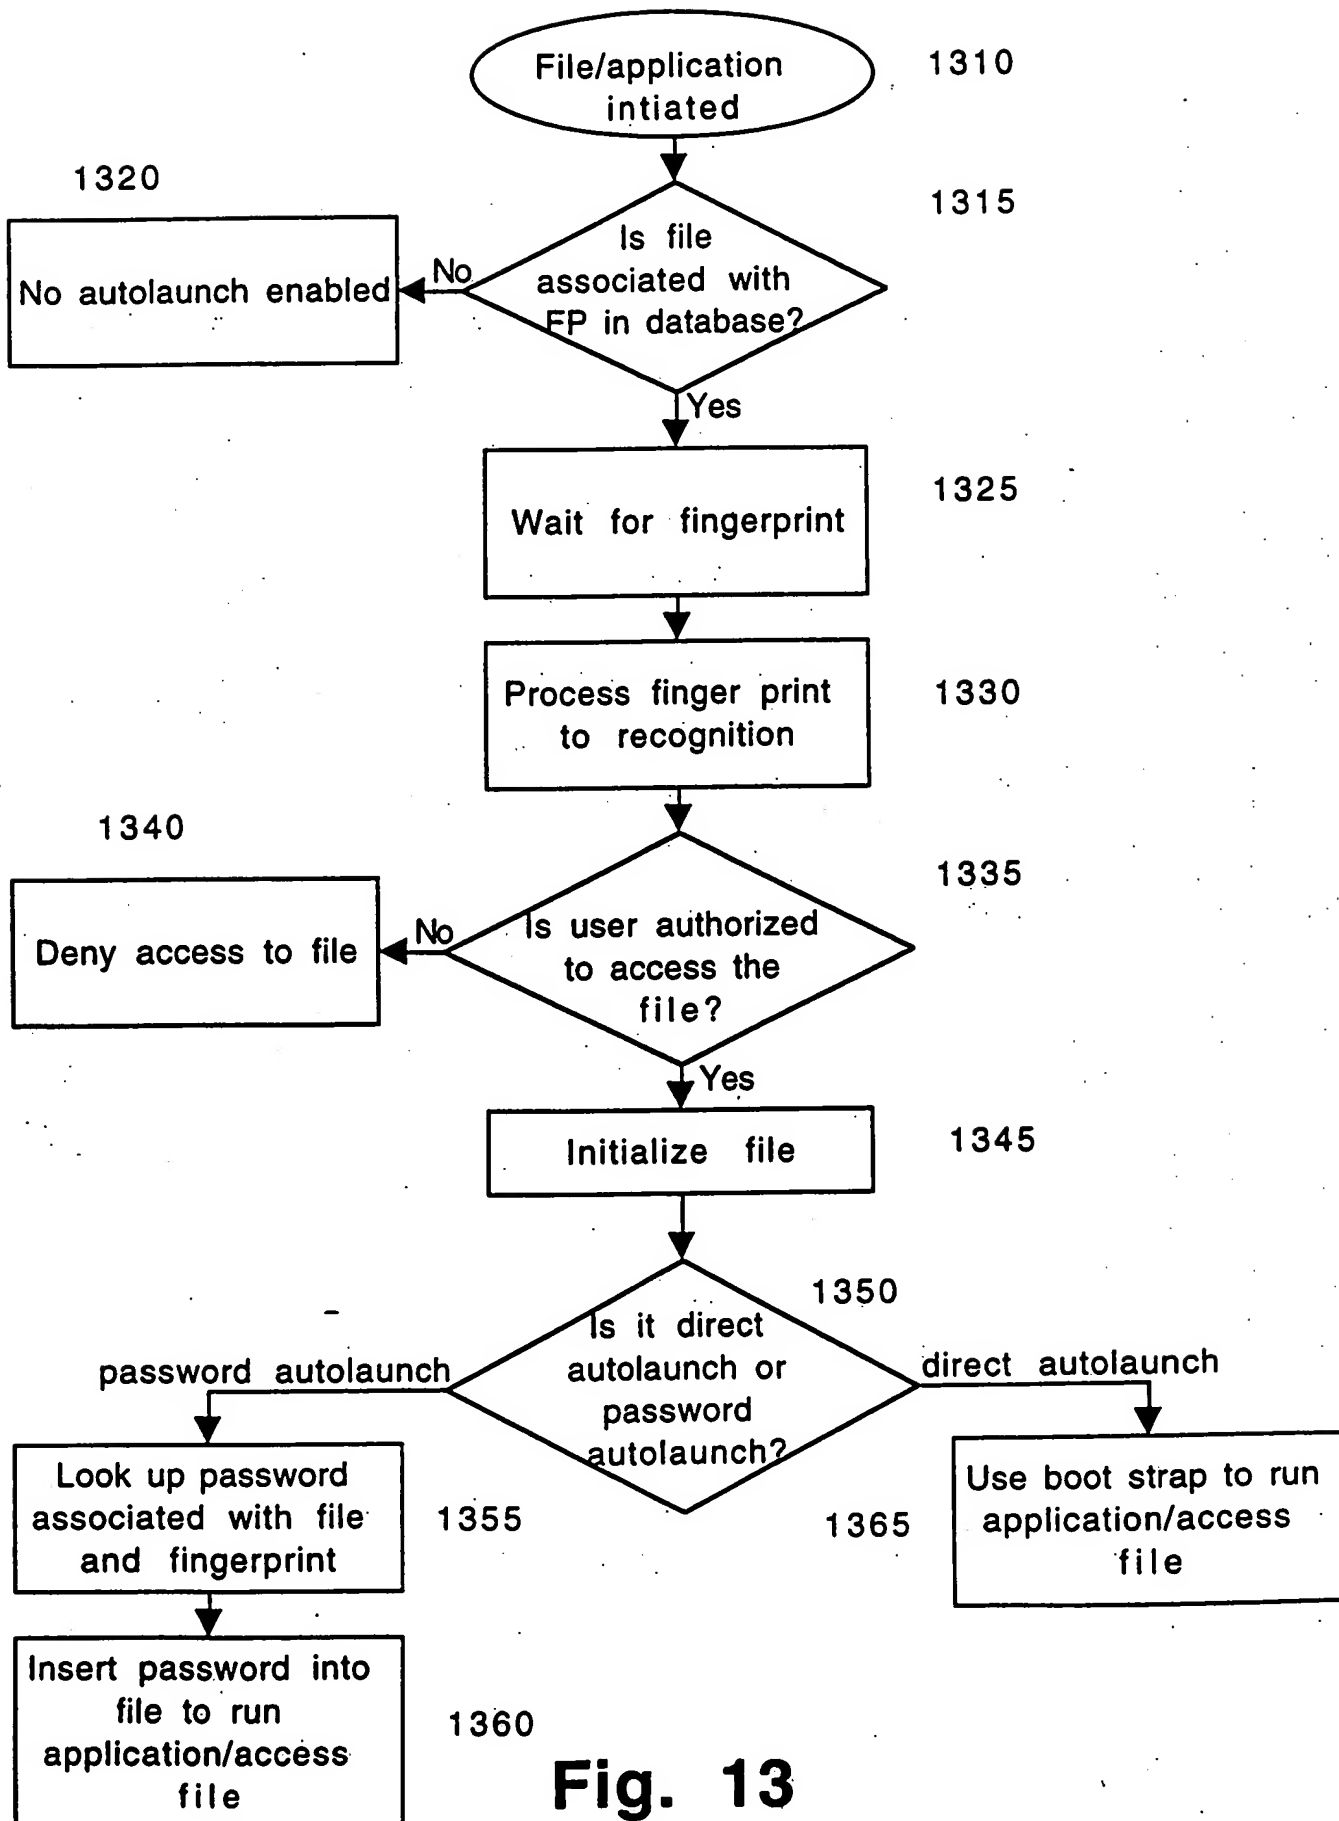 File/application
intiated
1310
1320
1315
Is file
associated with
FP in database?
No
No autolaunch enabled
Yes
1325
Wait for fingerprint
Process finger print
to recognition
1330
1340
1335
Is user authorized
to access the
file?
No
Deny access to file
Yes
Initialize file
1345
1350
Is it direct
autolaunch or
password
autolaunch?
password autolaunch
direct autolaunch
Look up password
associated with file
and fingerprint
1355
1365
Use boot strap to run
application/access
file
Insert password into
file to run
application/access
file
1360
Fig. 13